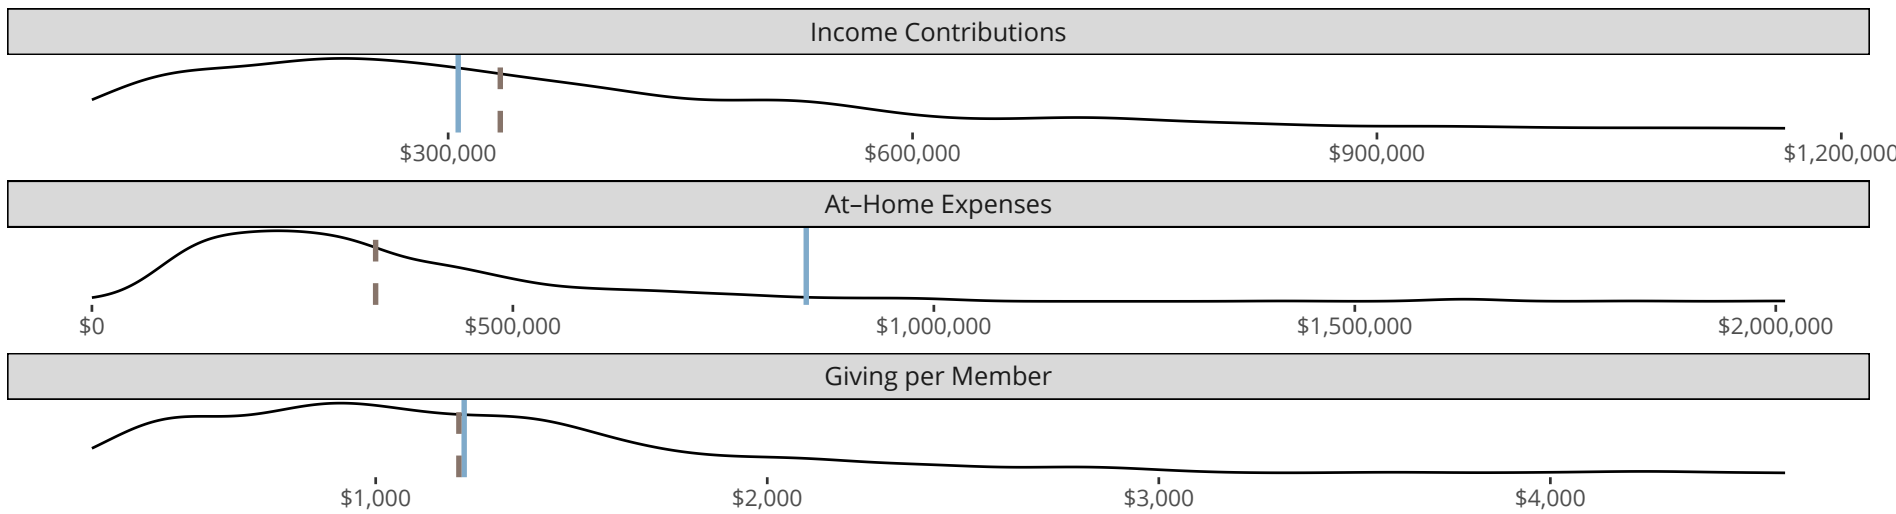 Income Contributions
$300,000 $600,000 $900,000 $1,200,000
At–Home Expenses
$0 $500,000 $1,000,000 $1,500,000 $2,000,000
Giving per Member
$1,000 $2,000 $3,000 $4,000